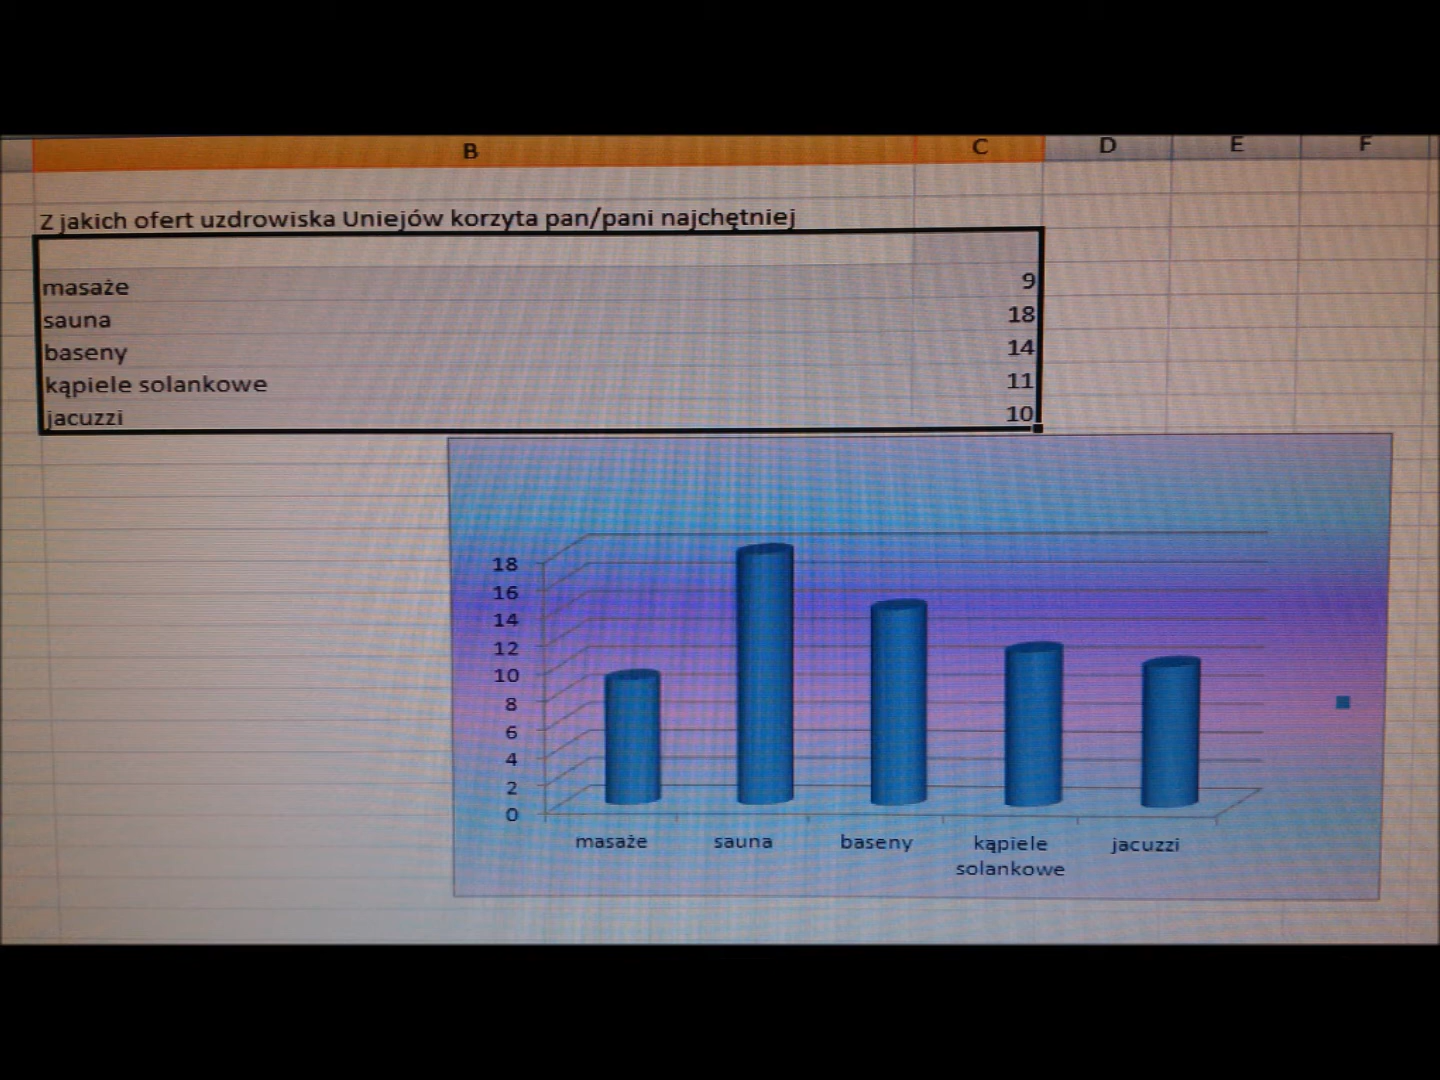 B C D E F
Z jakich ofert uzdrowiska Uniejów korzyta pan/pani najchętniej
masaże 9
sauna 18
baseny 14
kąpiele solankowe 11
jacuzzi 10
18
16
14
12
10
8
6
4
2
0
masaże sauna baseny kąpiele solankowe jacuzzi